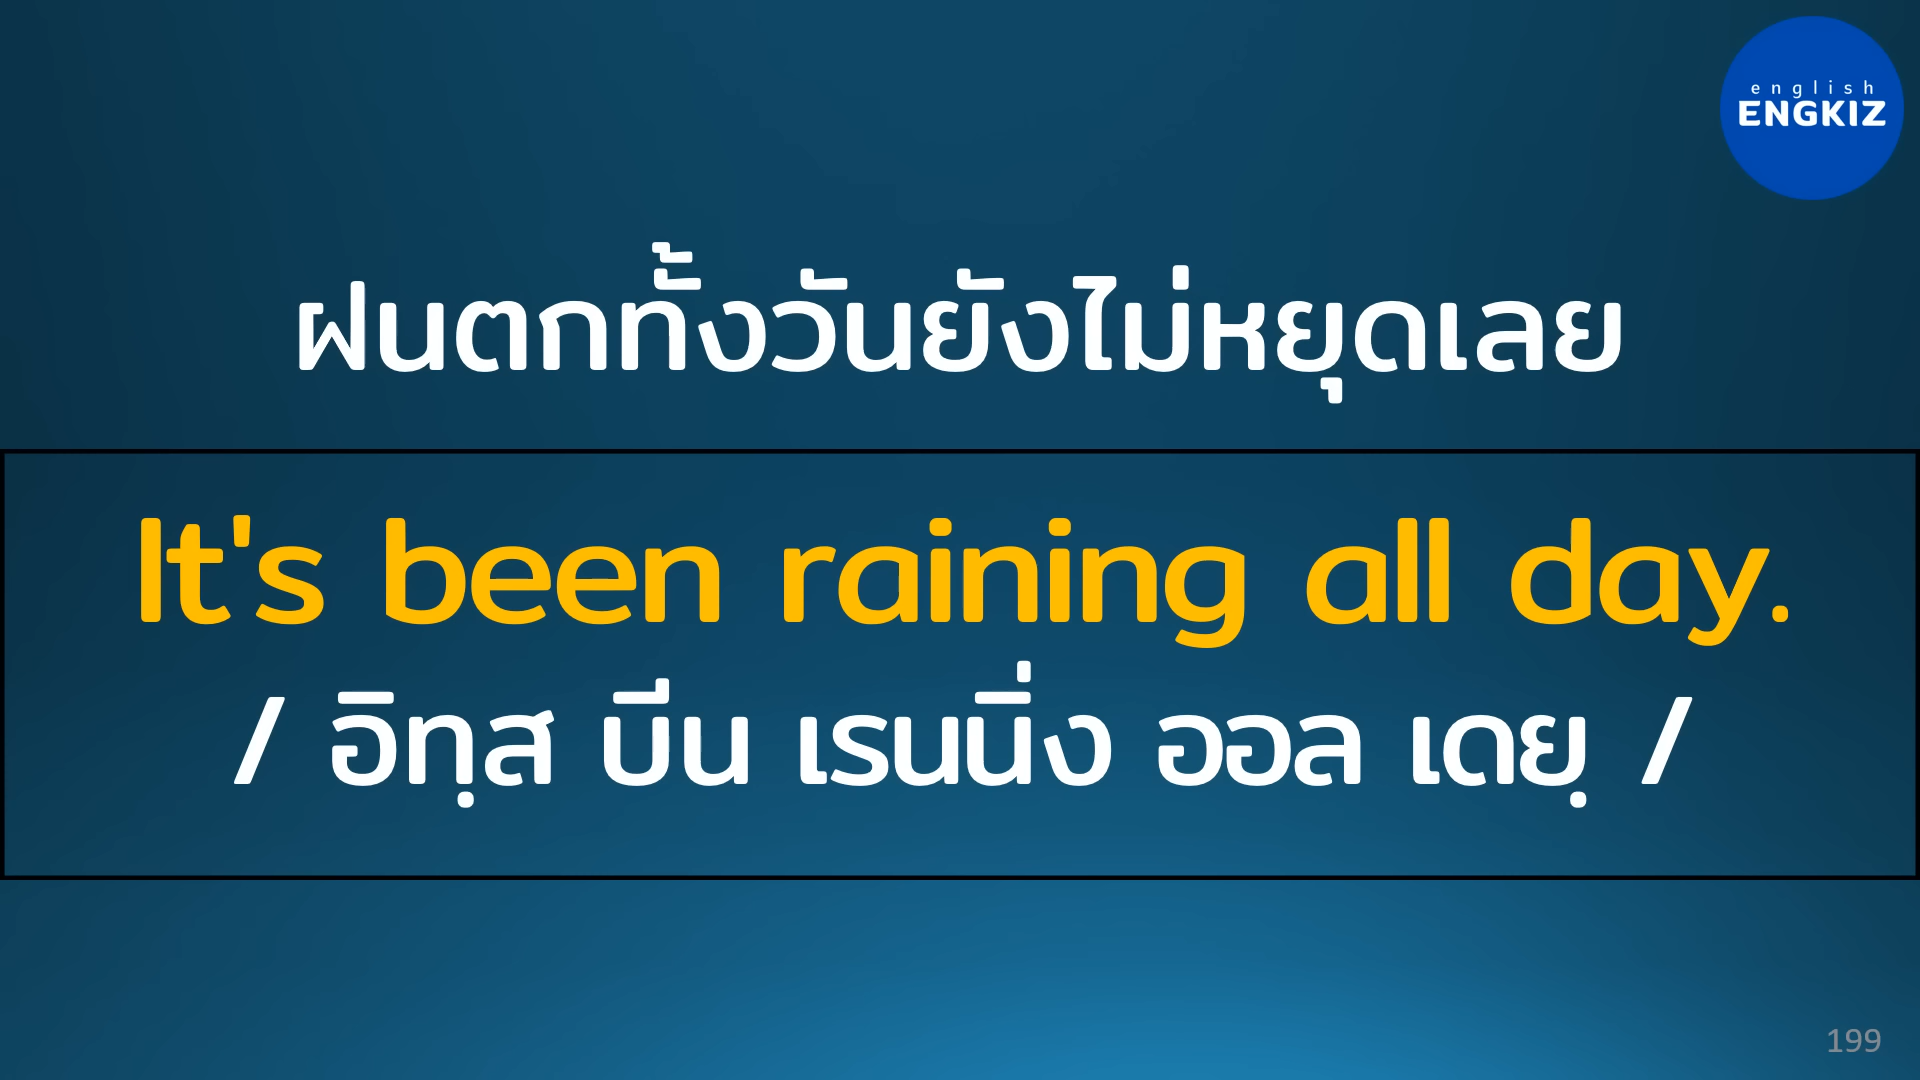 english
ENGKIZ
ฝนตกทั้งวันยังไม่หยุดเลย
It's been raining all day.
/ อิทฺส บีน เรนนิ่ง ออล เดยฺ /
199